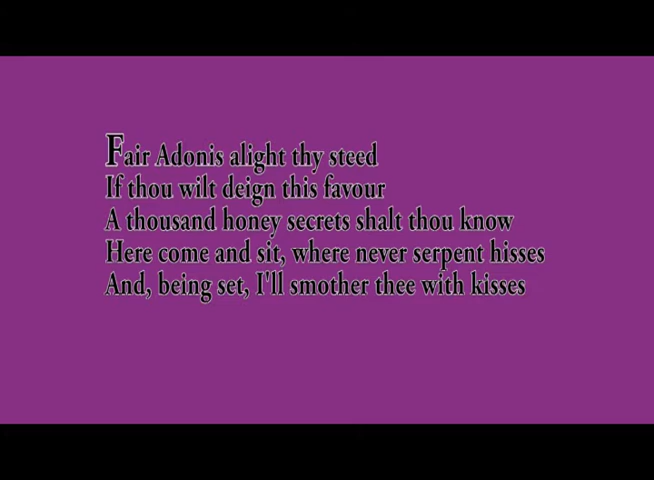 Fair Adonis alight thy steed
If thou wilt deign this favour
A thousand honey secrets shalt thou know
Here come and sit, where never serpent hisses
And, being set, I'll smother thee with kisses